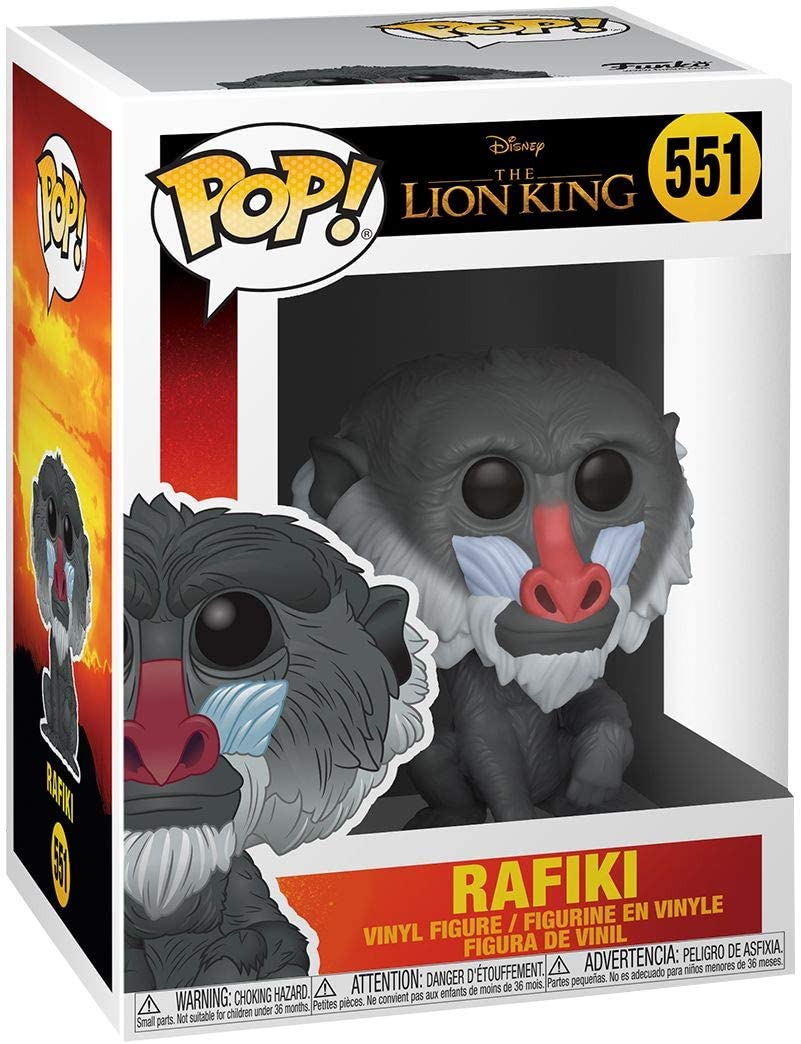 POP!
Funko
POP!®
Disney
THE
LION KING
551
POP!
RAFIKI
551
RAFIKI
VINYL FIGURE / FIGURINE EN VINYLE
FIGURA DE VINIL
WARNING: CHOKING HAZARD.
Small parts. Not suitable for children under 36 months.
ATTENTION: DANGER D'ÉTOUFFEMENT.
Petites pièces. Ne convient pas aux enfants de moins de 36 mois.
ADVERTENCIA: PELIGRO DE ASFIXIA.
Partes pequeñas. No es adecuado para niños menores de 36 meses.